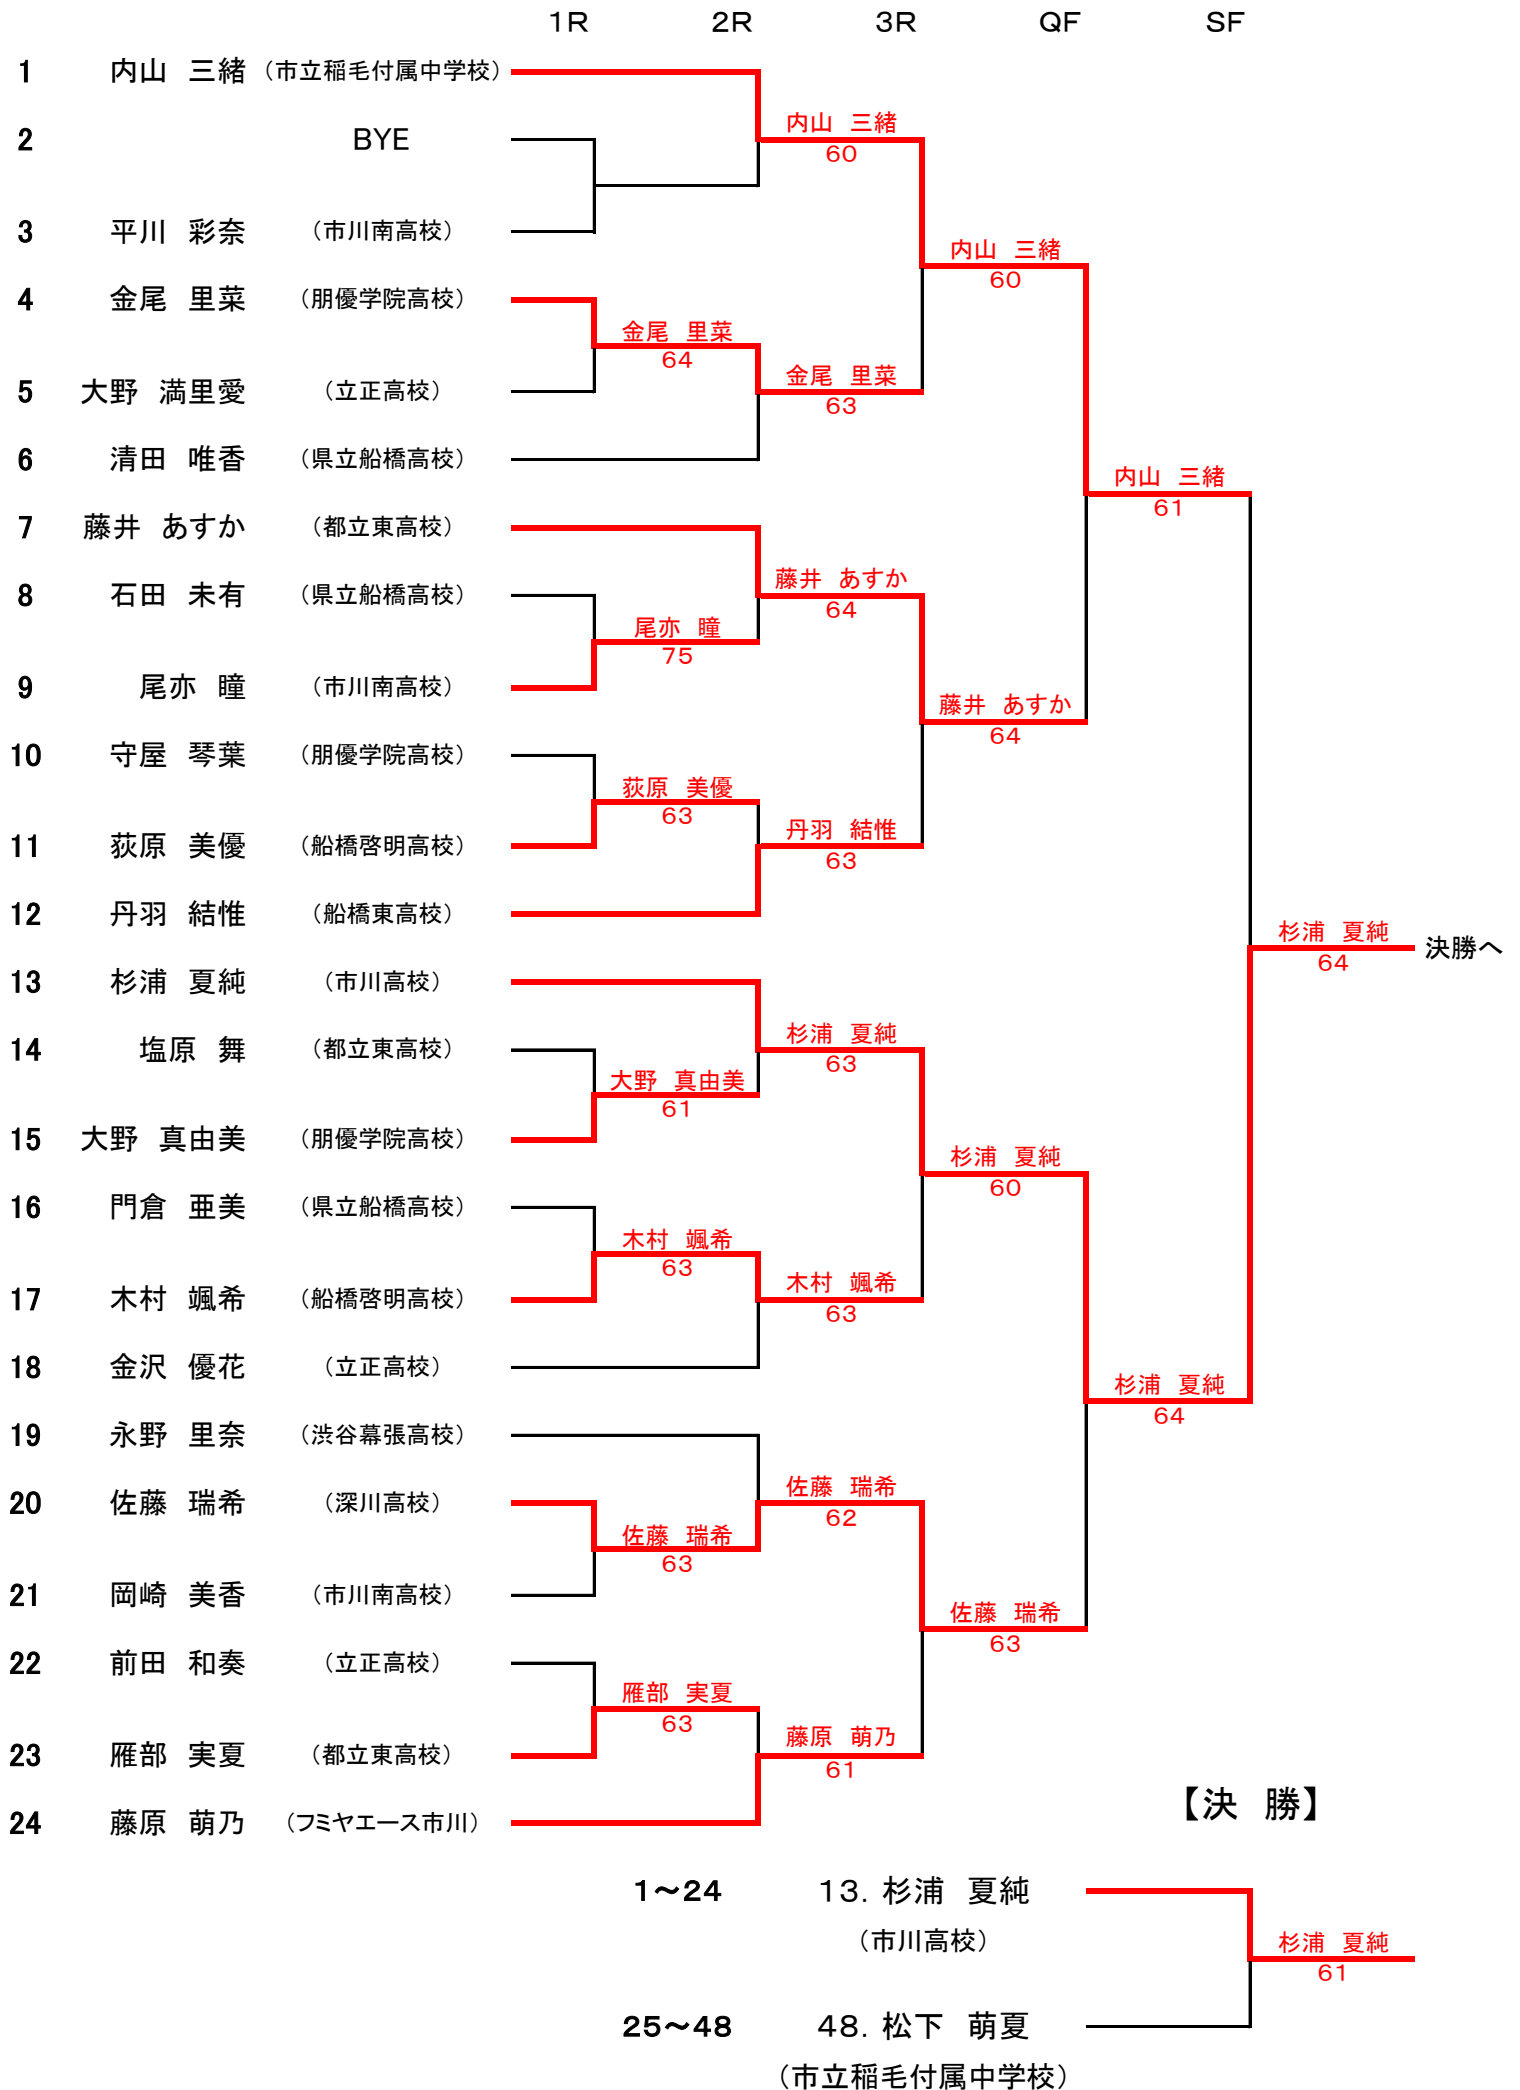 1R 2R 3R QF SF
1 内山 三緒 （市立稲毛付属中学校）
内山 三緒
2 BYE
60
3 平川 彩奈 （市川南高校）
内山 三緒
60
4 金尾 里菜 （朋優学院高校）
金尾 里菜
64
金尾 里菜
5 大野 満里愛 （立正高校）
63
6 清田 唯香 （県立船橋高校）
内山 三緒
61
7 藤井 あすか （都立東高校）
藤井 あすか
8 石田 未有 （県立船橋高校）
64
尾亦 瞳
75
9 尾亦 瞳 （市川南高校）
藤井 あすか
64
10 守屋 琴葉 （朋優学院高校）
荻原 美優
63
丹羽 結惟
11 荻原 美優 （船橋啓明高校）
63
12 丹羽 結惟 （船橋東高校）
杉浦 夏純
決勝へ
64
13 杉浦 夏純 （市川高校）
杉浦 夏純
14 塩原 舞 （都立東高校）
63
大野 真由美
61
15 大野 真由美 （朋優学院高校）
杉浦 夏純
60
16 門倉 亜美 （県立船橋高校）
木村 颯希
63
木村 颯希
17 木村 颯希 （船橋啓明高校）
63
18 金沢 優花 （立正高校）
杉浦 夏純
64
19 永野 里奈 （渋谷幕張高校）
佐藤 瑞希
20 佐藤 瑞希 （深川高校）
62
佐藤 瑞希
63
21 岡崎 美香 （市川南高校）
佐藤 瑞希
63
22 前田 和奏 （立正高校）
雁部 実夏
63
藤原 萌乃
23 雁部 実夏 （都立東高校）
61
【決 勝】
24 藤原 萌乃 （フミヤエース市川）
1～24 13. 杉浦 夏純
（市川高校）
杉浦 夏純
61
25～48 48. 松下 萌夏
（市立稲毛付属中学校）